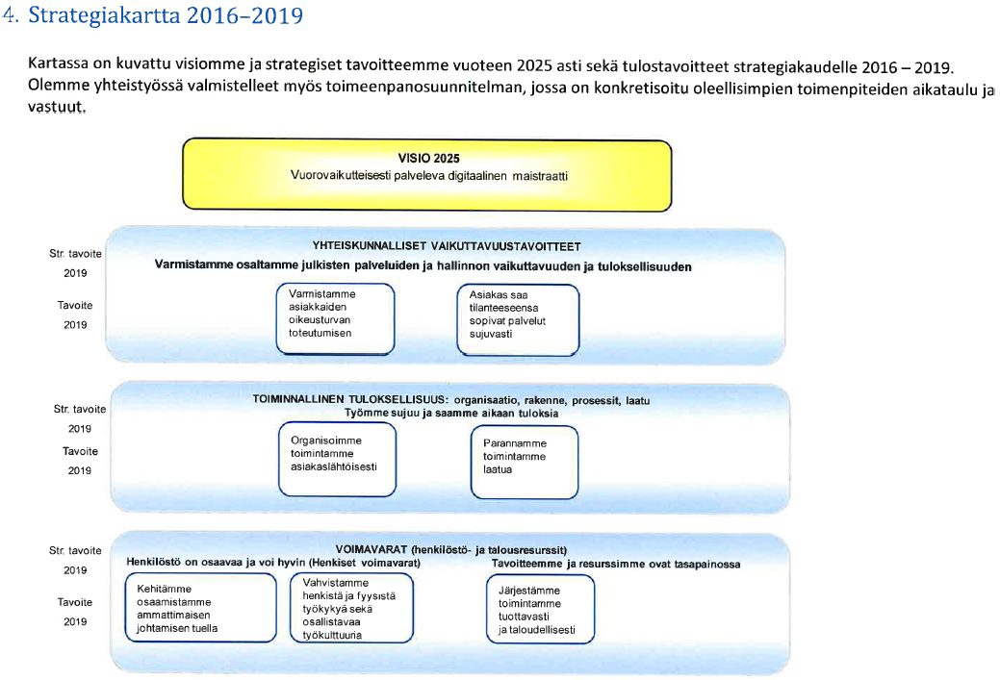 4. Strategiakartta 2016–2019
Kartassa on kuvattu visiomme ja strategiset tavoitteemme vuoteen 2025 asti sekä tulostavoitteet strategiakaudelle 2016 – 2019.
Olemme yhteistyössä valmistelleet myös toimeenpanosuunnitelman, jossa on konkretisoitu oleellisimpien toimenpiteiden aikataulu ja
vastuut.
VISIO 2025
Vuorovaikutteisesti palveleva digitaalinen maistraatti
Str. tavoite
2019
Tavoite
2019
YHTEISKUNNALLISET VAIKUTTAVUUSTAVOITTEET
Varmistamme osaltamme julkisten palveluiden ja hallinnon vaikuttavuuden ja tuloksellisuuden
Varmistamme
asiakkaiden
oikeusturvan
toteutumisen
Asiakas saa
tilanteeseensa
sopivat palvelut
sujuvasti
Str. tavoite
2019
Tavoite
2019
TOIMINNALLINEN TULOKSELLISUUS: organisaatio, rakenne, prosessit, laatu
Työmme sujuu ja saamme aikaan tuloksia
Organisoimme
toimintamme
asiakaslähtöisesti
Parannamme
toimintamme
laatua
Str. tavoite
2019
Tavoite
2019
VOIMAVARAT (henkilöstö- ja talousresurssit)
Henkilöstö on osaavaa ja voi hyvin (Henkiset voimavarat)
Tavoitteemme ja resurssimme ovat tasapainossa
Kehitämme
osaamistamme
ammattimaisen
johtamisen tuella
Vahvistamme
henkistä ja fyysistä
työkykyä sekä
osallistavaa
työkulttuuria
Järjestämme
toimintamme
tuottavasti
ja taloudellisesti